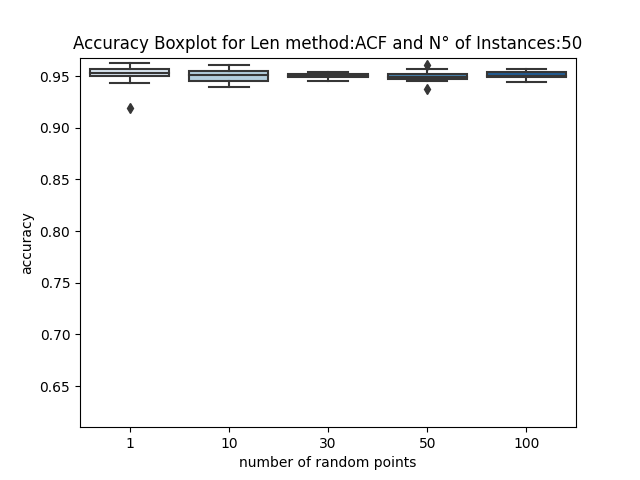 Accuracy Boxplot for Len method:ACF and N° of Instances:50
0.95
0.90
0.85
0.80
0.75
0.70
0.65
accuracy
1 10 30 50 100
number of random points